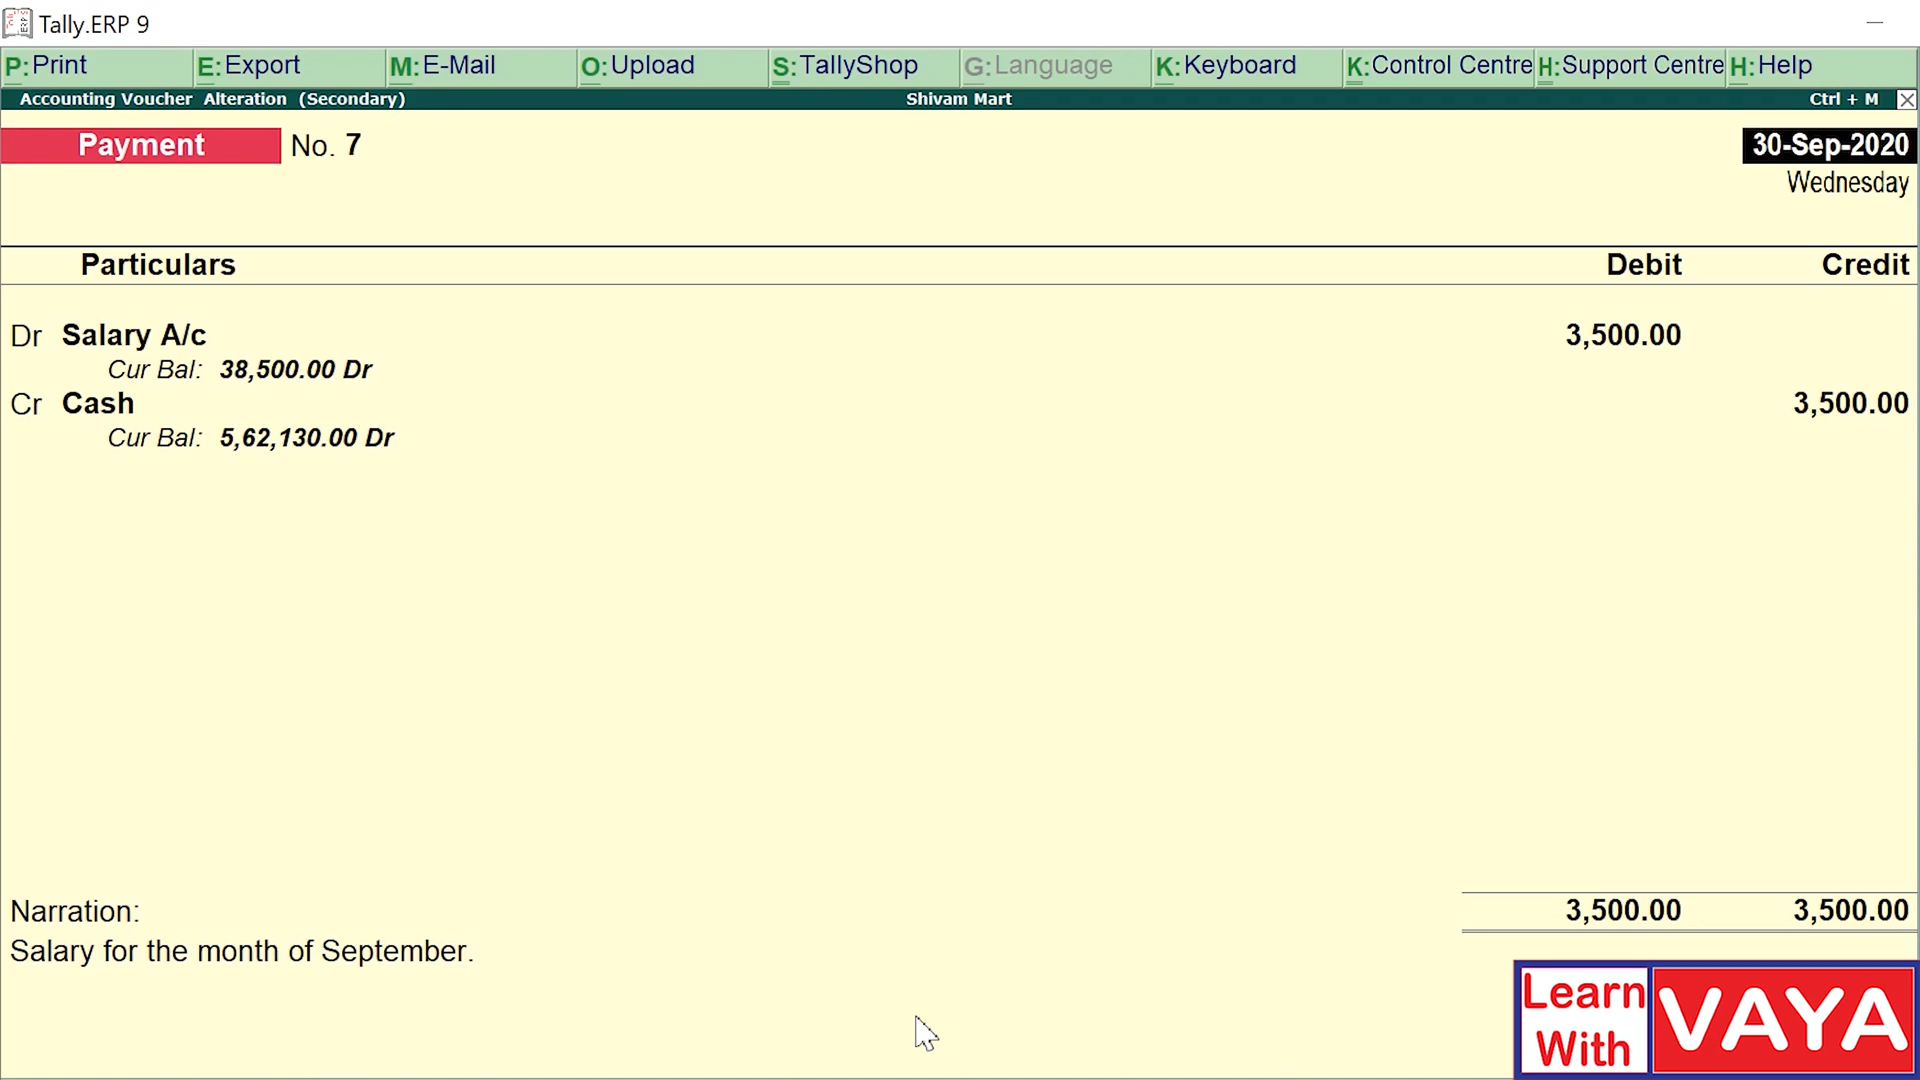 Tally.ERP 9
P:Print E:Export M:E-Mail O:Upload S:TallyShop G:Language K:Keyboard K:Control Centre H:Support Centre H:Help
Accounting Voucher Alteration (Secondary) Shivam Mart Ctrl + M
Payment No. 7 30-Sep-2020
Wednesday
Particulars Debit Credit
Dr Salary A/c 3,500.00
Cur Bal: 38,500.00 Dr
Cr Cash 3,500.00
Cur Bal: 5,62,130.00 Dr
Narration: 3,500.00 3,500.00
Salary for the month of September.
Learn
With
VAYA